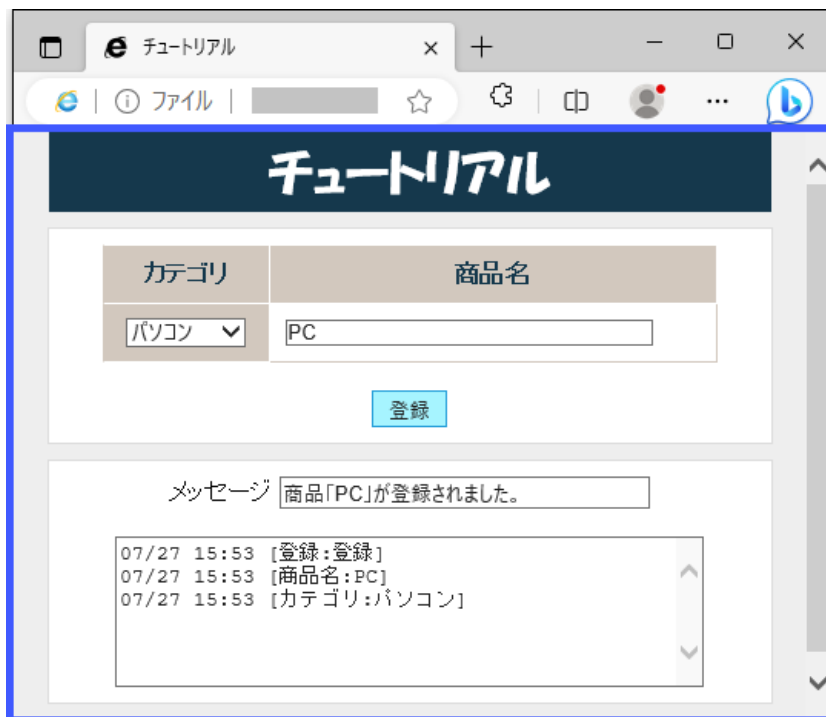 チュートリアル
ファイル
チュートリアル
カテゴリ 商品名
パソコン PC
登録
メッセージ 商品「PC」が登録されました。
07/27 15:53 [登録:登録]
07/27 15:53 [商品名:PC]
07/27 15:53 [カテゴリ:パソコン]